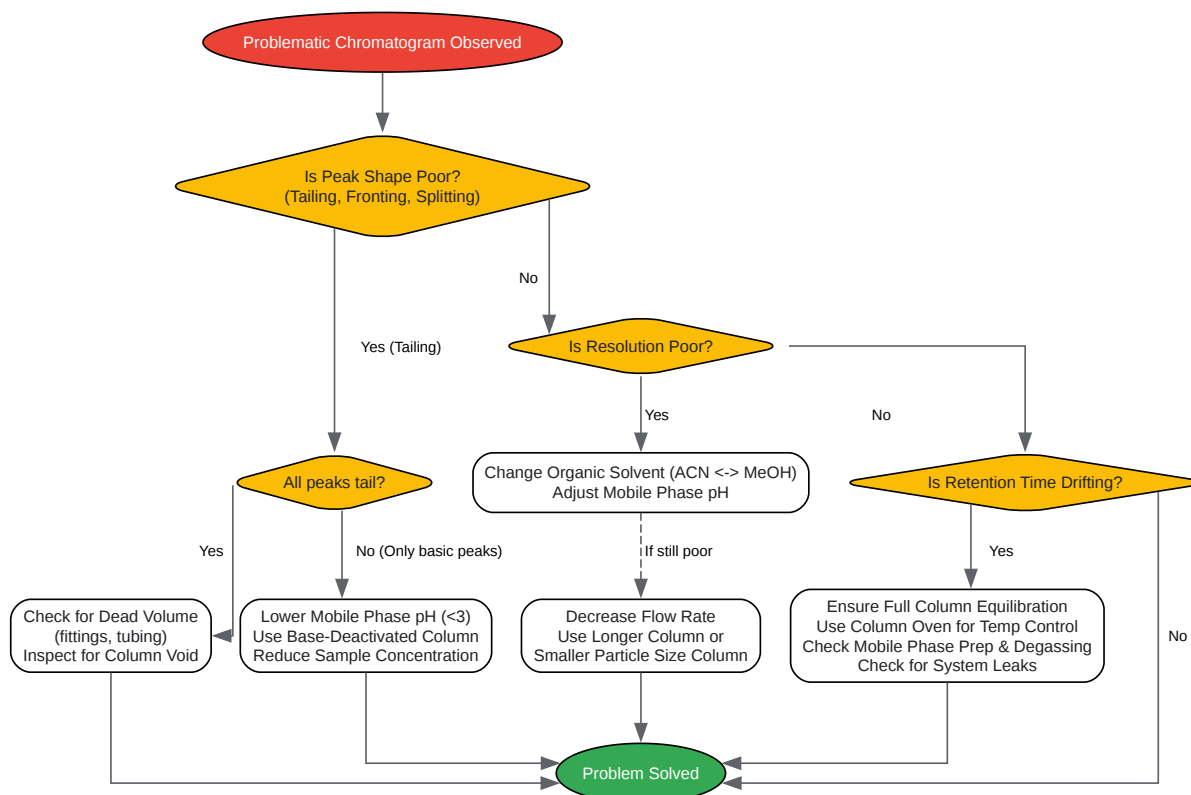 Problematic Chromatogram Observed
Is Peak Shape Poor?
(Tailing, Fronting, Splitting)
No
Yes (Tailing)
Is Resolution Poor?
Yes
No
All peaks tail?
Change Organic Solvent (ACN <-> MeOH)
Adjust Mobile Phase pH
Is Retention Time Drifting?
Yes
No (Only basic peaks)
If still poor
Yes
No
Check for Dead Volume
(fittings, tubing)
Inspect for Column Void
Lower Mobile Phase pH (<3)
Use Base-Deactivated Column
Reduce Sample Concentration
Decrease Flow Rate
Use Longer Column or
Smaller Particle Size Column
Ensure Full Column Equilibration
Use Column Oven for Temp Control
Check Mobile Phase Prep & Degassing
Check for System Leaks
Problem Solved